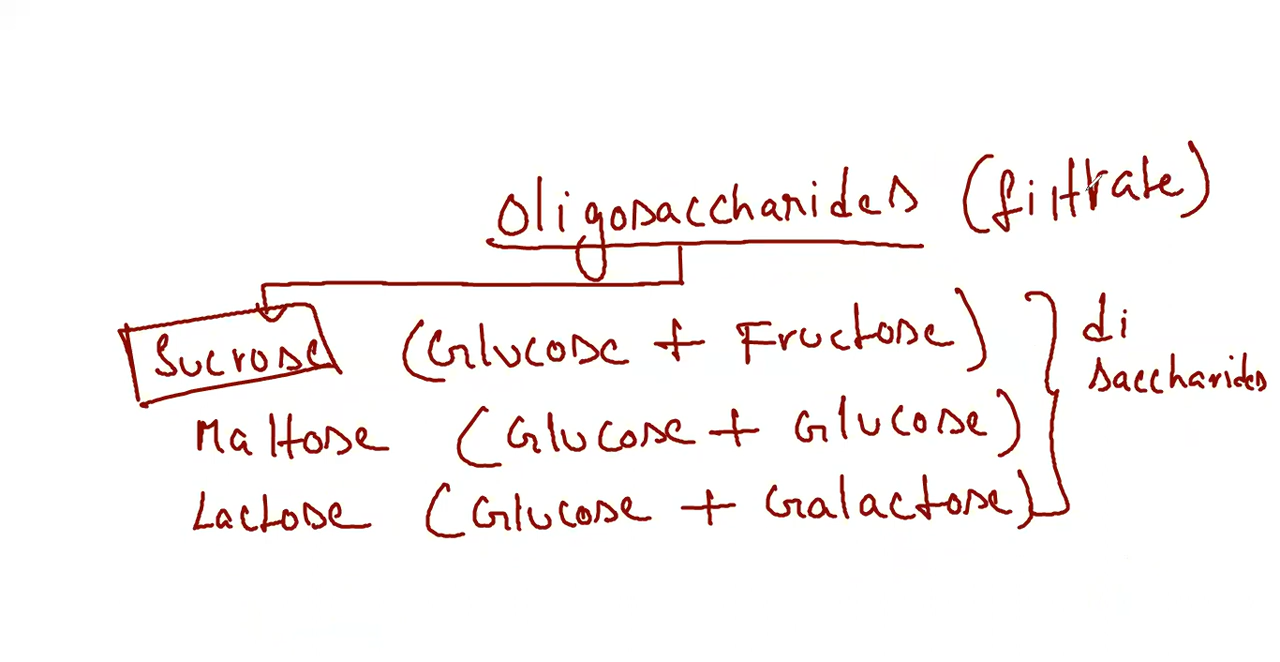 Oligosaccharides (filtrate)
Sucrose (Glucose + Fructose)
Maltose (Glucose + Glucose)
Lactose (Glucose + Galactose)
di
saccharides